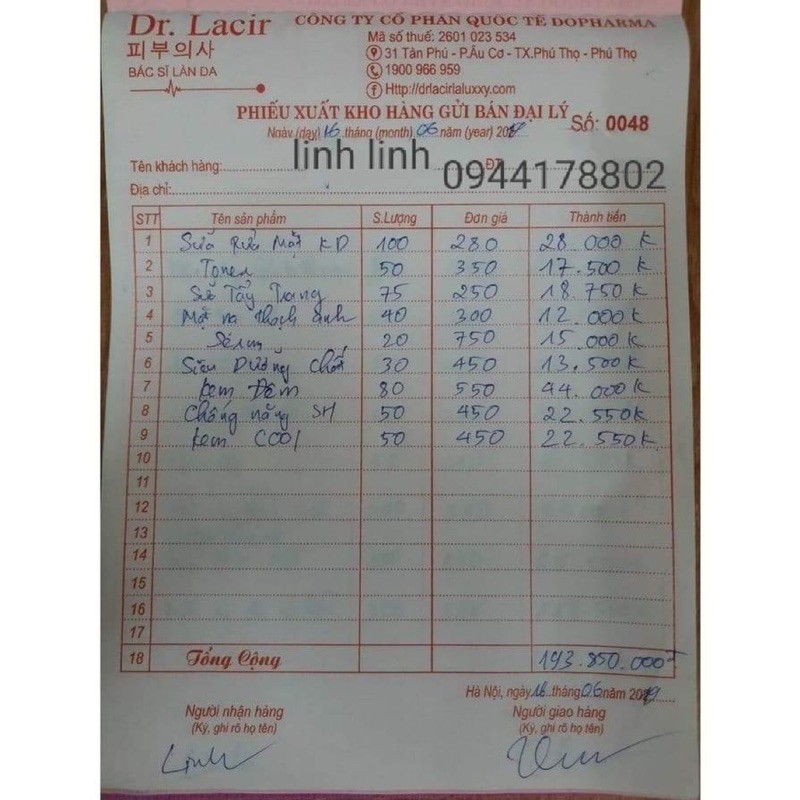 Dr. Lacir
피부의사
BÁC SĨ LÀN DA
CÔNG TY CỔ PHẦN QUỐC TẾ DOPHARMA
Mã số thuế: 2601 023 534
31 Tân Phú - P.Âu Cơ - TX.Phú Thọ - Phú Thọ
1900 966 959
Http://drlacirlaluxxy.com
PHIẾU XUẤT KHO HÀNG GỬI BÁN ĐẠI LÝ Số: 0048
Ngày (day) 16 tháng (month) 06 năm (year) 20
Tên khách hàng: linh linh ĐT 0944178802
Địa chỉ:
STT Tên sản phẩm S.Lượng Đơn giá Thành tiền
1 Sữa Rửa Mặt KD 100 280 28 000 K
2 Toner 50 350 17.500 K
3 Sữ Tẩy Trang 75 250 18.750 K
4 Mặt nạ thạch anh 40 300 12.000 K
5 Sérum 20 750 15 000 K
6 Siêu Dưỡng Chất 30 450 13,500 K
7 kem Đêm 80 550 44.000 K
8 Chống nắng SH 50 450 22.550 K
9 kem COOl 50 450 22.550 K
10
11
12
13
14
15
16
17
18 Tổng Cộng 193.850.000
Hà Nội, ngày 16 tháng 06 năm 2019
Người nhận hàng Người giao hàng
(Ký, ghi rõ họ tên) (Ký, ghi rõ họ tên)
Linh